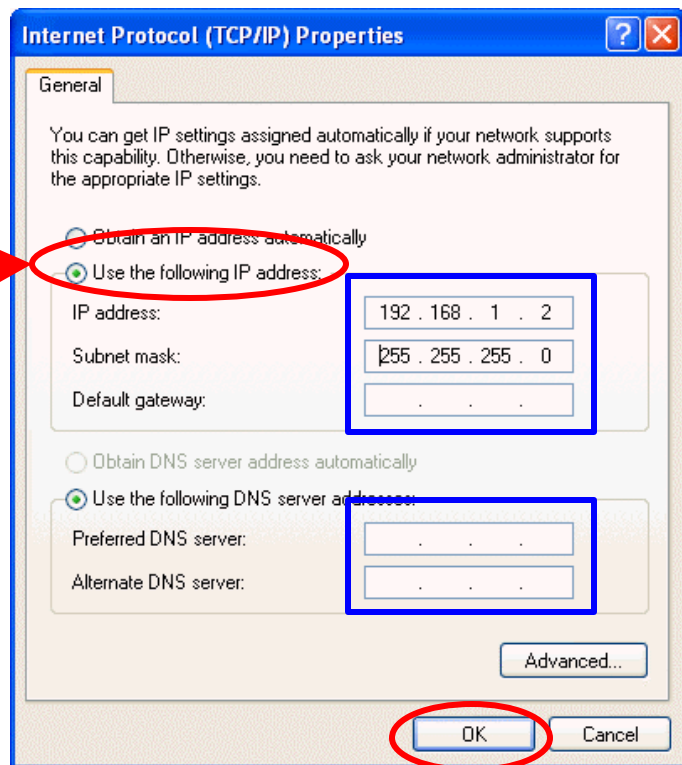 Internet Protocol (TCP/IP) Properties
General
You can get IP settings assigned automatically if your network supports
this capability. Otherwise, you need to ask your network administrator for
the appropriate IP settings.
Obtain an IP address automatically
Use the following IP address:
IP address: 192 . 168 . 1 . 2
Subnet mask: 255 . 255 . 255 . 0
Default gateway: . . .
Obtain DNS server address automatically
Use the following DNS server addresses:
Preferred DNS server: . . .
Alternate DNS server: . . .
Advanced...
OK Cancel